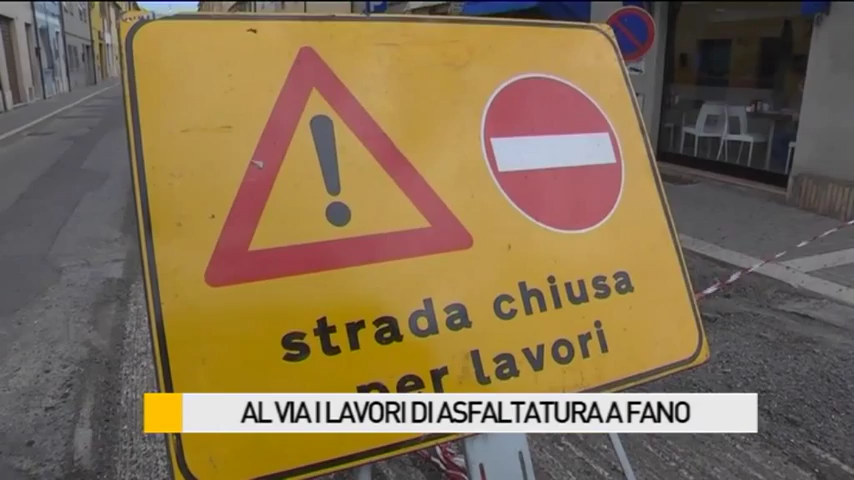 strada chiusa
per lavori
AL VIA I LAVORI DI ASFALTATURA A FANO